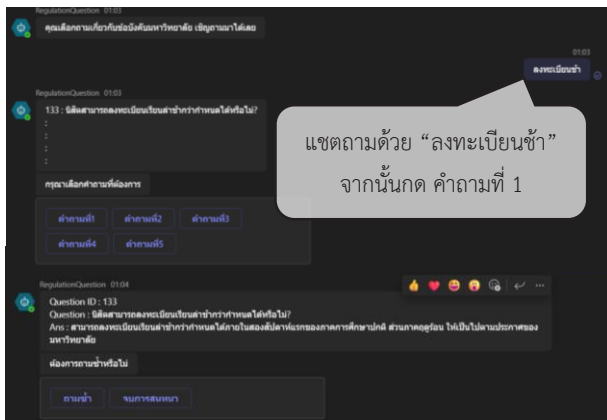 RegulationQuestion 01:03
คุณเลือกถามเกี่ยวกับข้อบังคับมหาวิทยาลัย เชิญถามมาได้เลย
01:03
ลงทะเบียนช้า
RegulationQuestion 01:03
133 : นิสิตสามารถลงทะเบียนเรียนล่าช้ากว่ากำหนดได้หรือไม่?
:
:
:
:
กรุณาเลือกคำถามที่ต้องการ
แชตถามด้วย “ลงทะเบียนช้า”
จากนั้นกด คำถามที่ 1
คำถามที่1 คำถามที่2 คำถามที่3
คำถามที่4 คำถามที่5
RegulationQuestion 01:04
Question ID : 133
Question : นิสิตสามารถลงทะเบียนเรียนล่าช้ากว่ากำหนดได้หรือไม่?
Ans : สามารถลงทะเบียนเรียนล่าช้ากว่ากำหนดได้ภายในสองสัปดาห์แรกของภาคการศึกษาปกติ ส่วนภาคฤดูร้อน ให้เป็นไปตามประกาศของ
มหาวิทยาลัย
ต้องการถามซ้ำหรือไม่
ถามซ้ำ จบการสนทนา